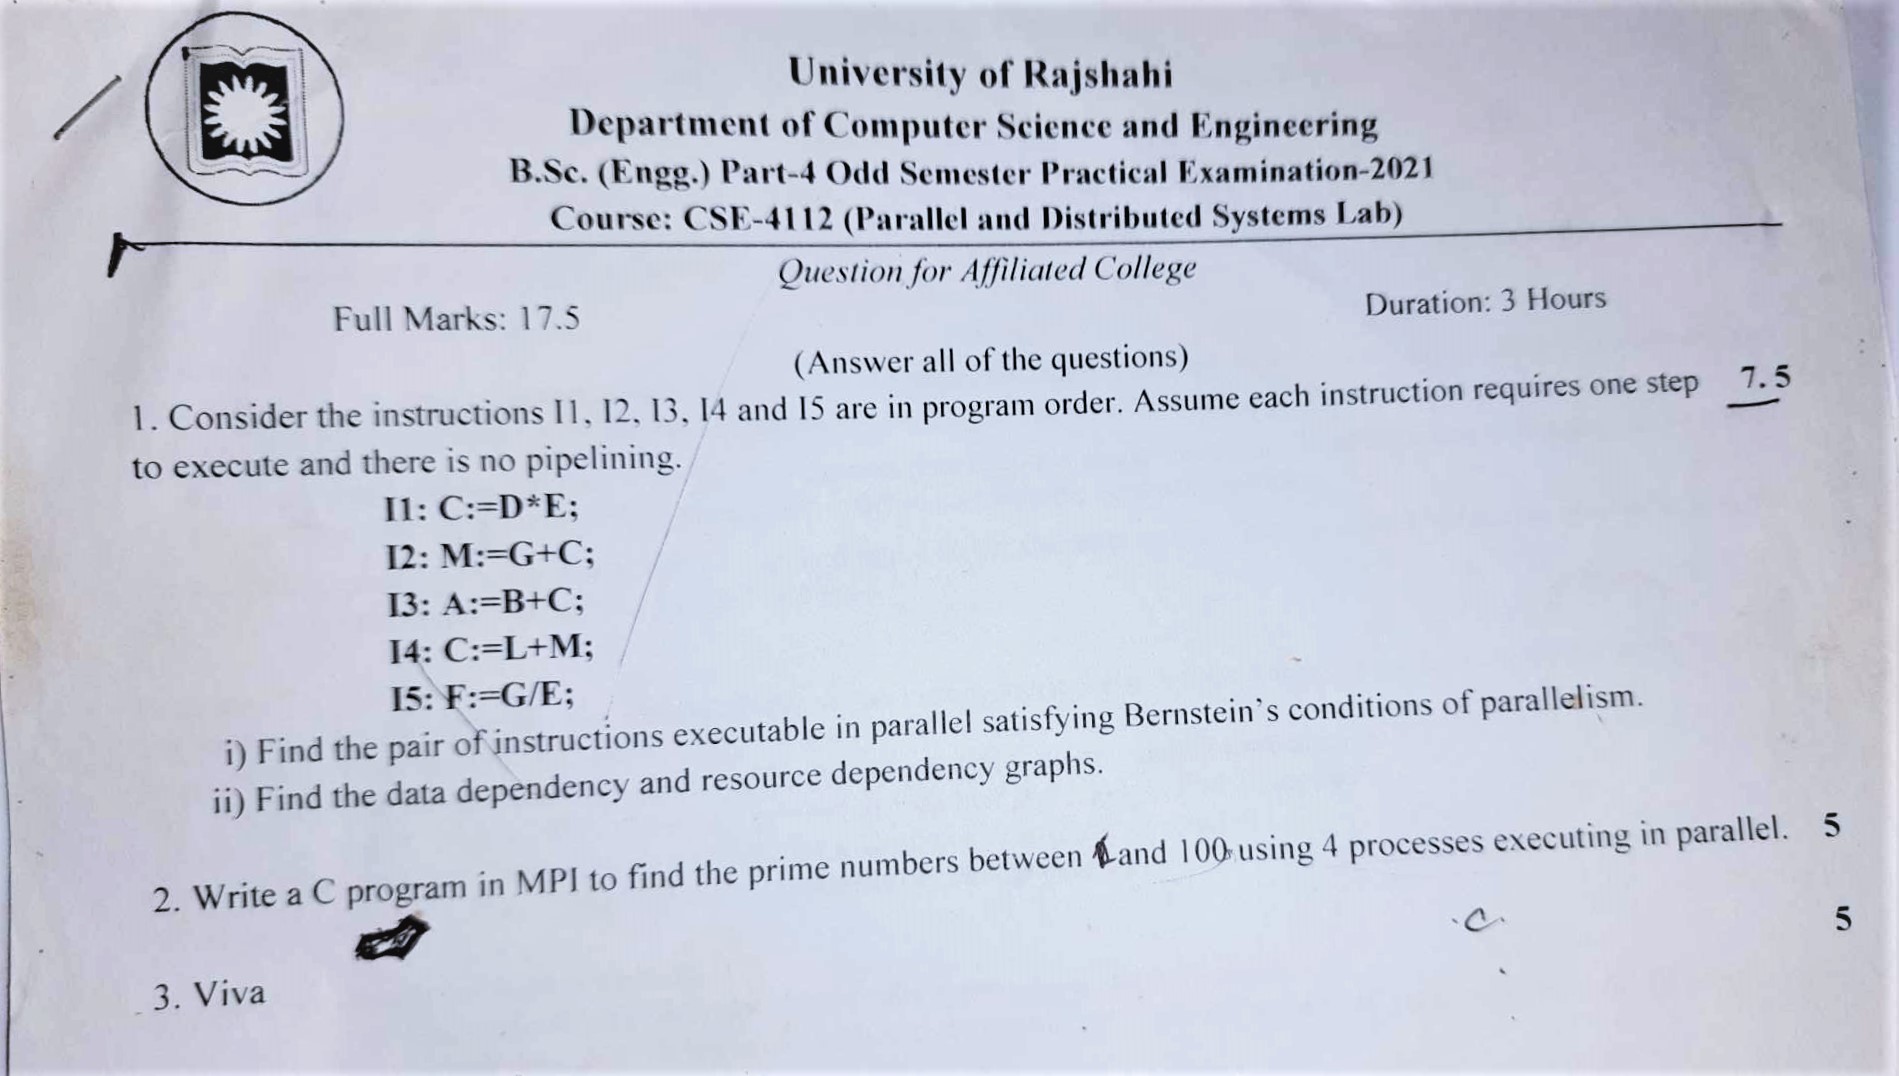 University of Rajshahi
Department of Computer Science and Engineering
B.Sc. (Engg.) Part-4 Odd Semester Practical Examination-2021
Course: CSE-4112 (Parallel and Distributed Systems Lab)
Question for Affiliated College
Full Marks: 17.5 Duration: 3 Hours
(Answer all of the questions)
1. Consider the instructions I1, I2, I3, I4 and I5 are in program order. Assume each instruction requires one step 7.5
to execute and there is no pipelining.
I1: C:=D*E;
I2: M:=G+C;
I3: A:=B+C;
I4: C:=L+M;
I5: F:=G/E;
i) Find the pair of instructions executable in parallel satisfying Bernstein's conditions of parallelism.
ii) Find the data dependency and resource dependency graphs.
2. Write a C program in MPI to find the prime numbers between and 100 using 4 processes executing in parallel. 5
5
3. Viva